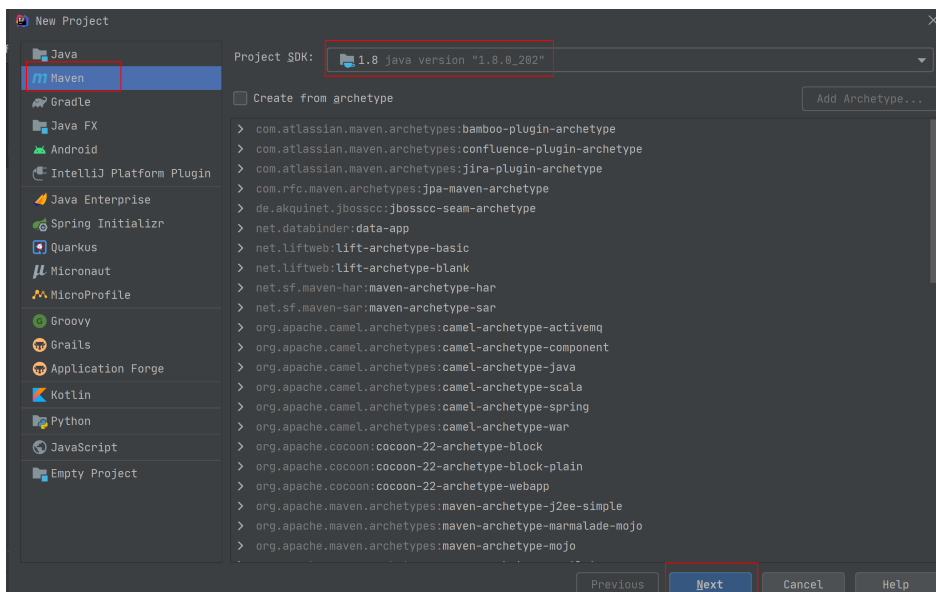 New Project
Java
Maven
Gradle
Java FX
Android
IntelliJ Platform Plugin
Java Enterprise
Spring Initializr
Quarkus
Micronaut
MicroProfile
Groovy
Grails
Application Forge
Kotlin
Python
JavaScript
Empty Project
Project SDK: 1.8 java version "1.8.0_202"
Create from archetype
Add Archetype...
com.atlassian.maven.archetypes:bamboo-plugin-archetype
com.atlassian.maven.archetypes:confluence-plugin-archetype
com.atlassian.maven.archetypes:jira-plugin-archetype
com.rfc.maven.archetypes:jpa-maven-archetype
de.akquinet.jbosscc:jbosscc-seam-archetype
net.databinder:data-app
net.liftweb:lift-archetype-basic
net.liftweb:lift-archetype-blank
net.sf.maven-har:maven-archetype-har
net.sf.maven-sar:maven-archetype-sar
org.apache.camel.archetypes:camel-archetype-activemq
org.apache.camel.archetypes:camel-archetype-component
org.apache.camel.archetypes:camel-archetype-java
org.apache.camel.archetypes:camel-archetype-scala
org.apache.camel.archetypes:camel-archetype-spring
org.apache.camel.archetypes:camel-archetype-war
org.apache.cocoon:cocoon-22-archetype-block
org.apache.cocoon:cocoon-22-archetype-block-plain
org.apache.cocoon:cocoon-22-archetype-webapp
org.apache.maven.archetypes:maven-archetype-j2ee-simple
org.apache.maven.archetypes:maven-archetype-marmalade-mojo
org.apache.maven.archetypes:maven-archetype-mojo
Previous
Next
Cancel
Help